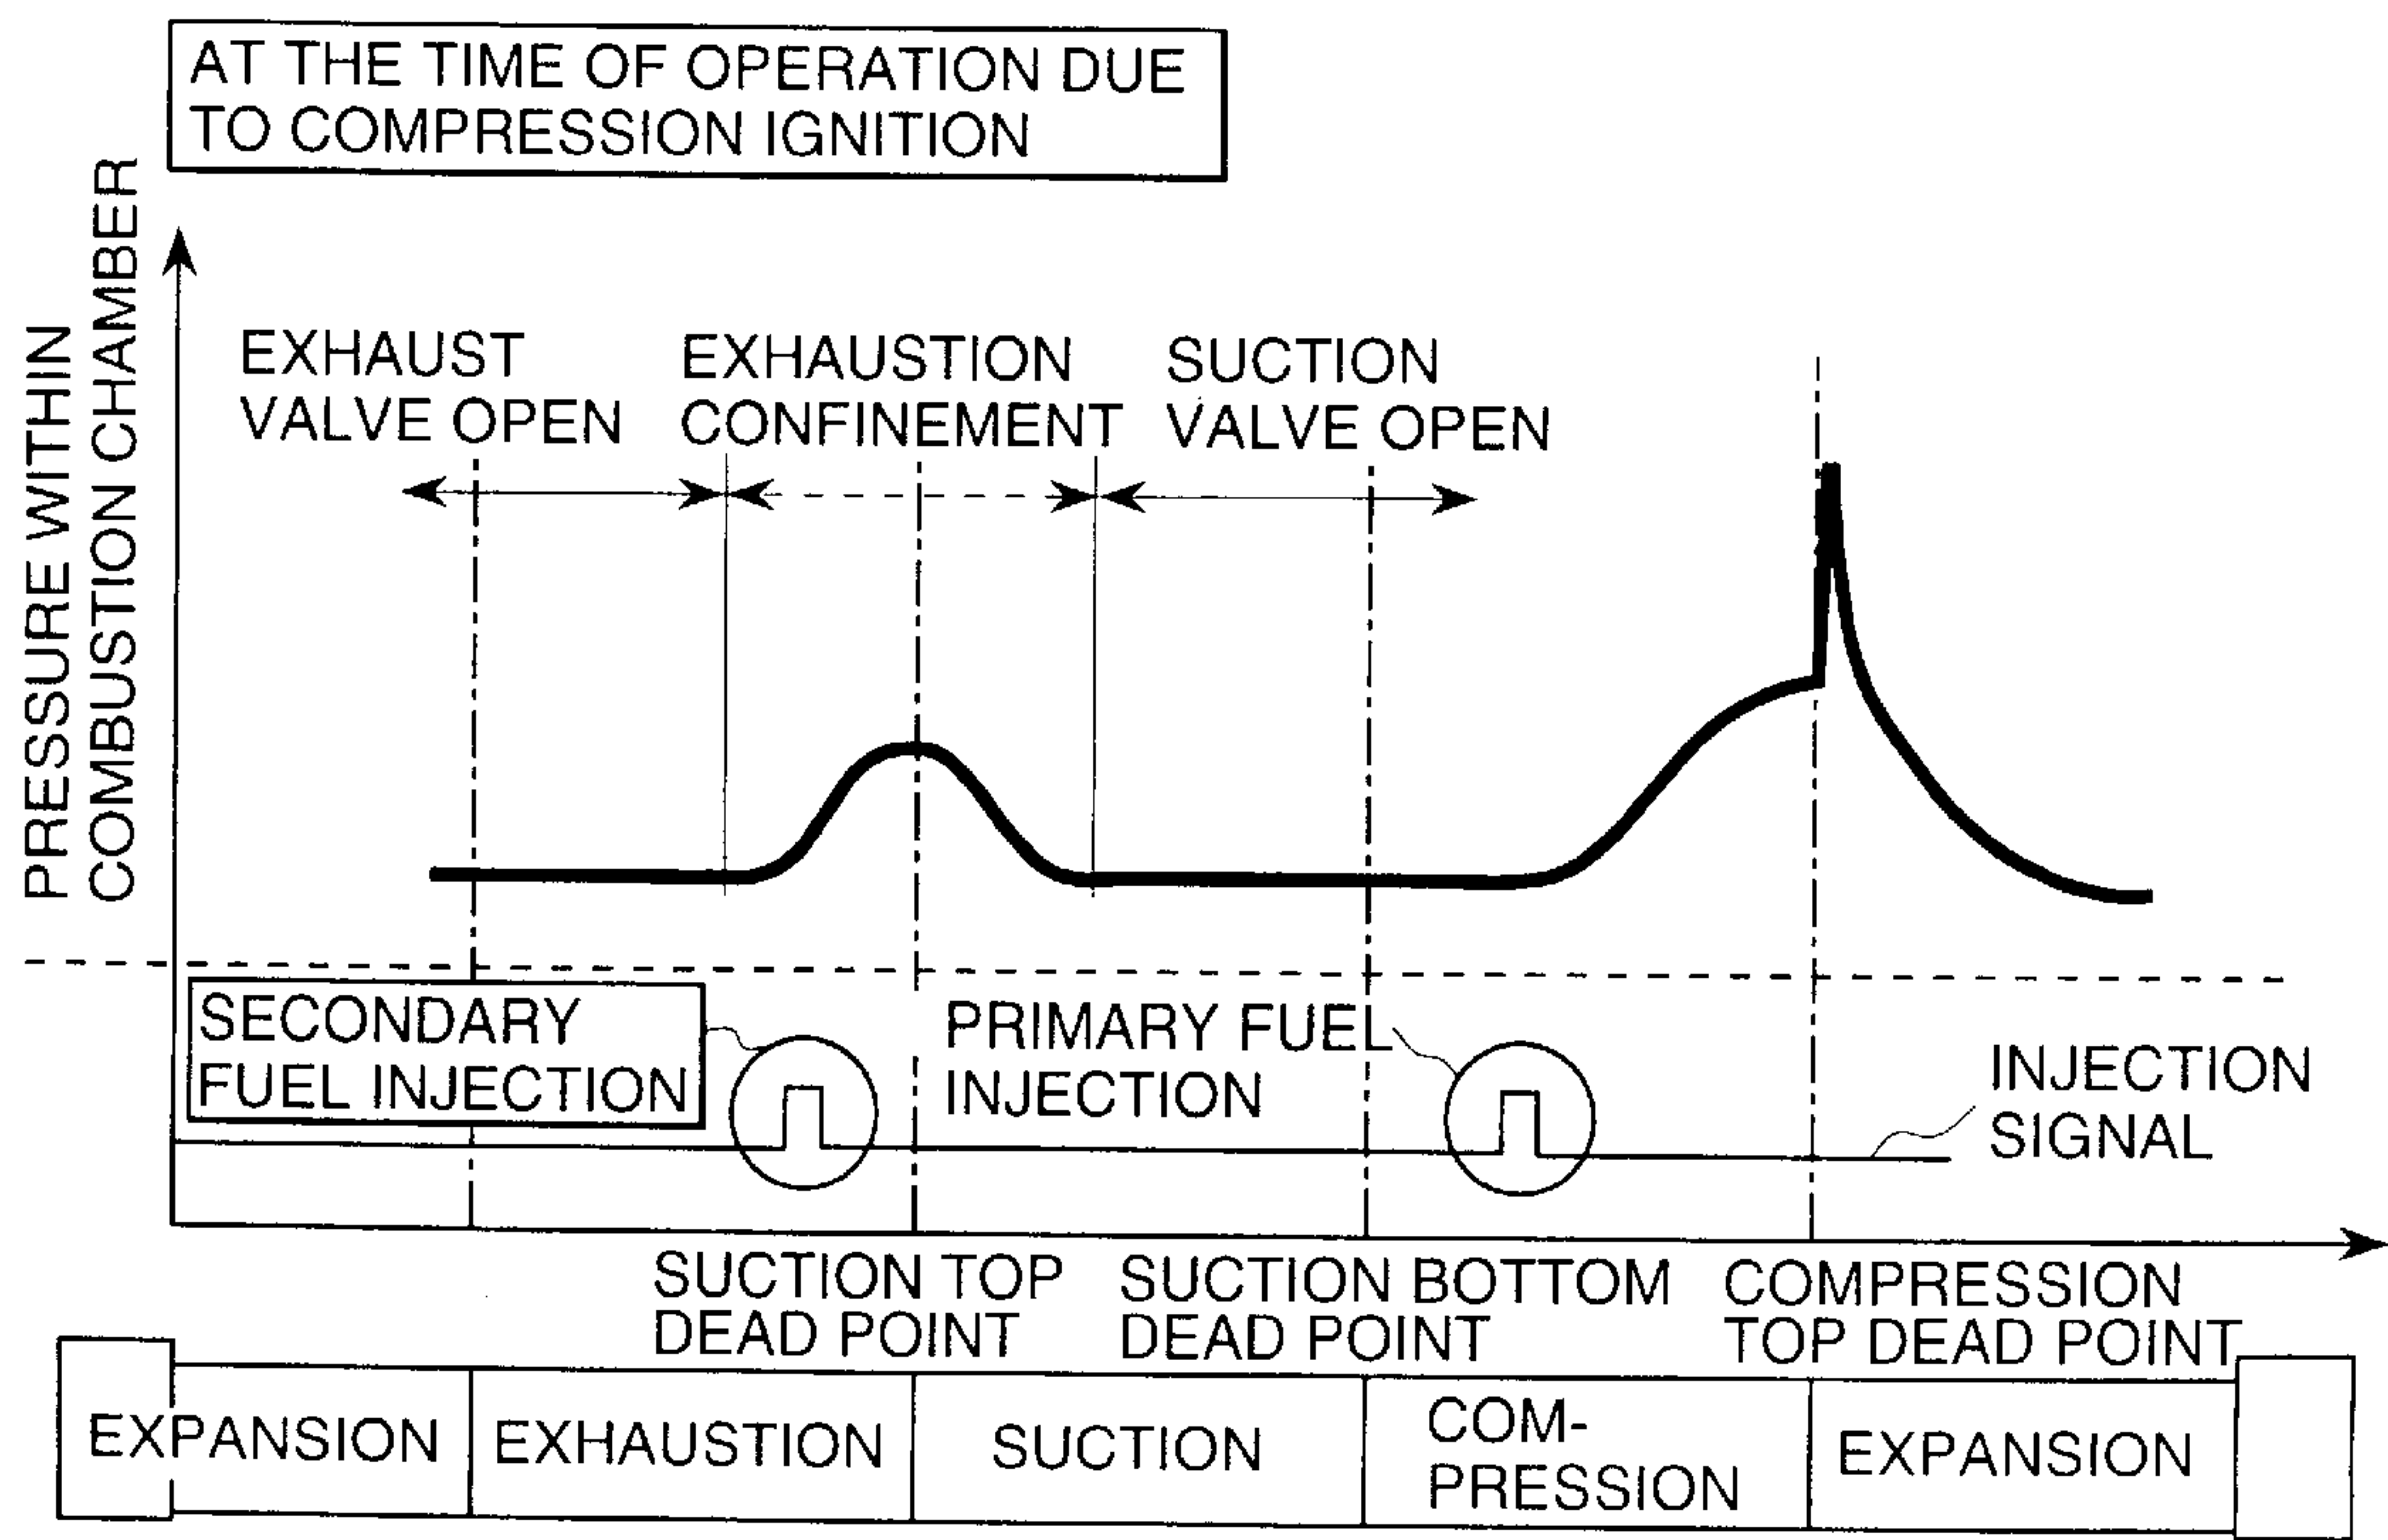 AT THE TIME OF OPERATION DUE
TO COMPRESSION IGNITION
PRESSURE WITHIN
COMBUSTION CHAMBER
EXHAUST
VALVE OPEN
EXHAUSTION
CONFINEMENT
SUCTION
VALVE OPEN
SECONDARY
FUEL INJECTION
PRIMARY FUEL
INJECTION
INJECTION
SIGNAL
SUCTION TOP
DEAD POINT
SUCTION BOTTOM
DEAD POINT
COMPRESSION
TOP DEAD POINT
EXPANSION
EXHAUSTION
SUCTION
COM-
PRESSION
EXPANSION